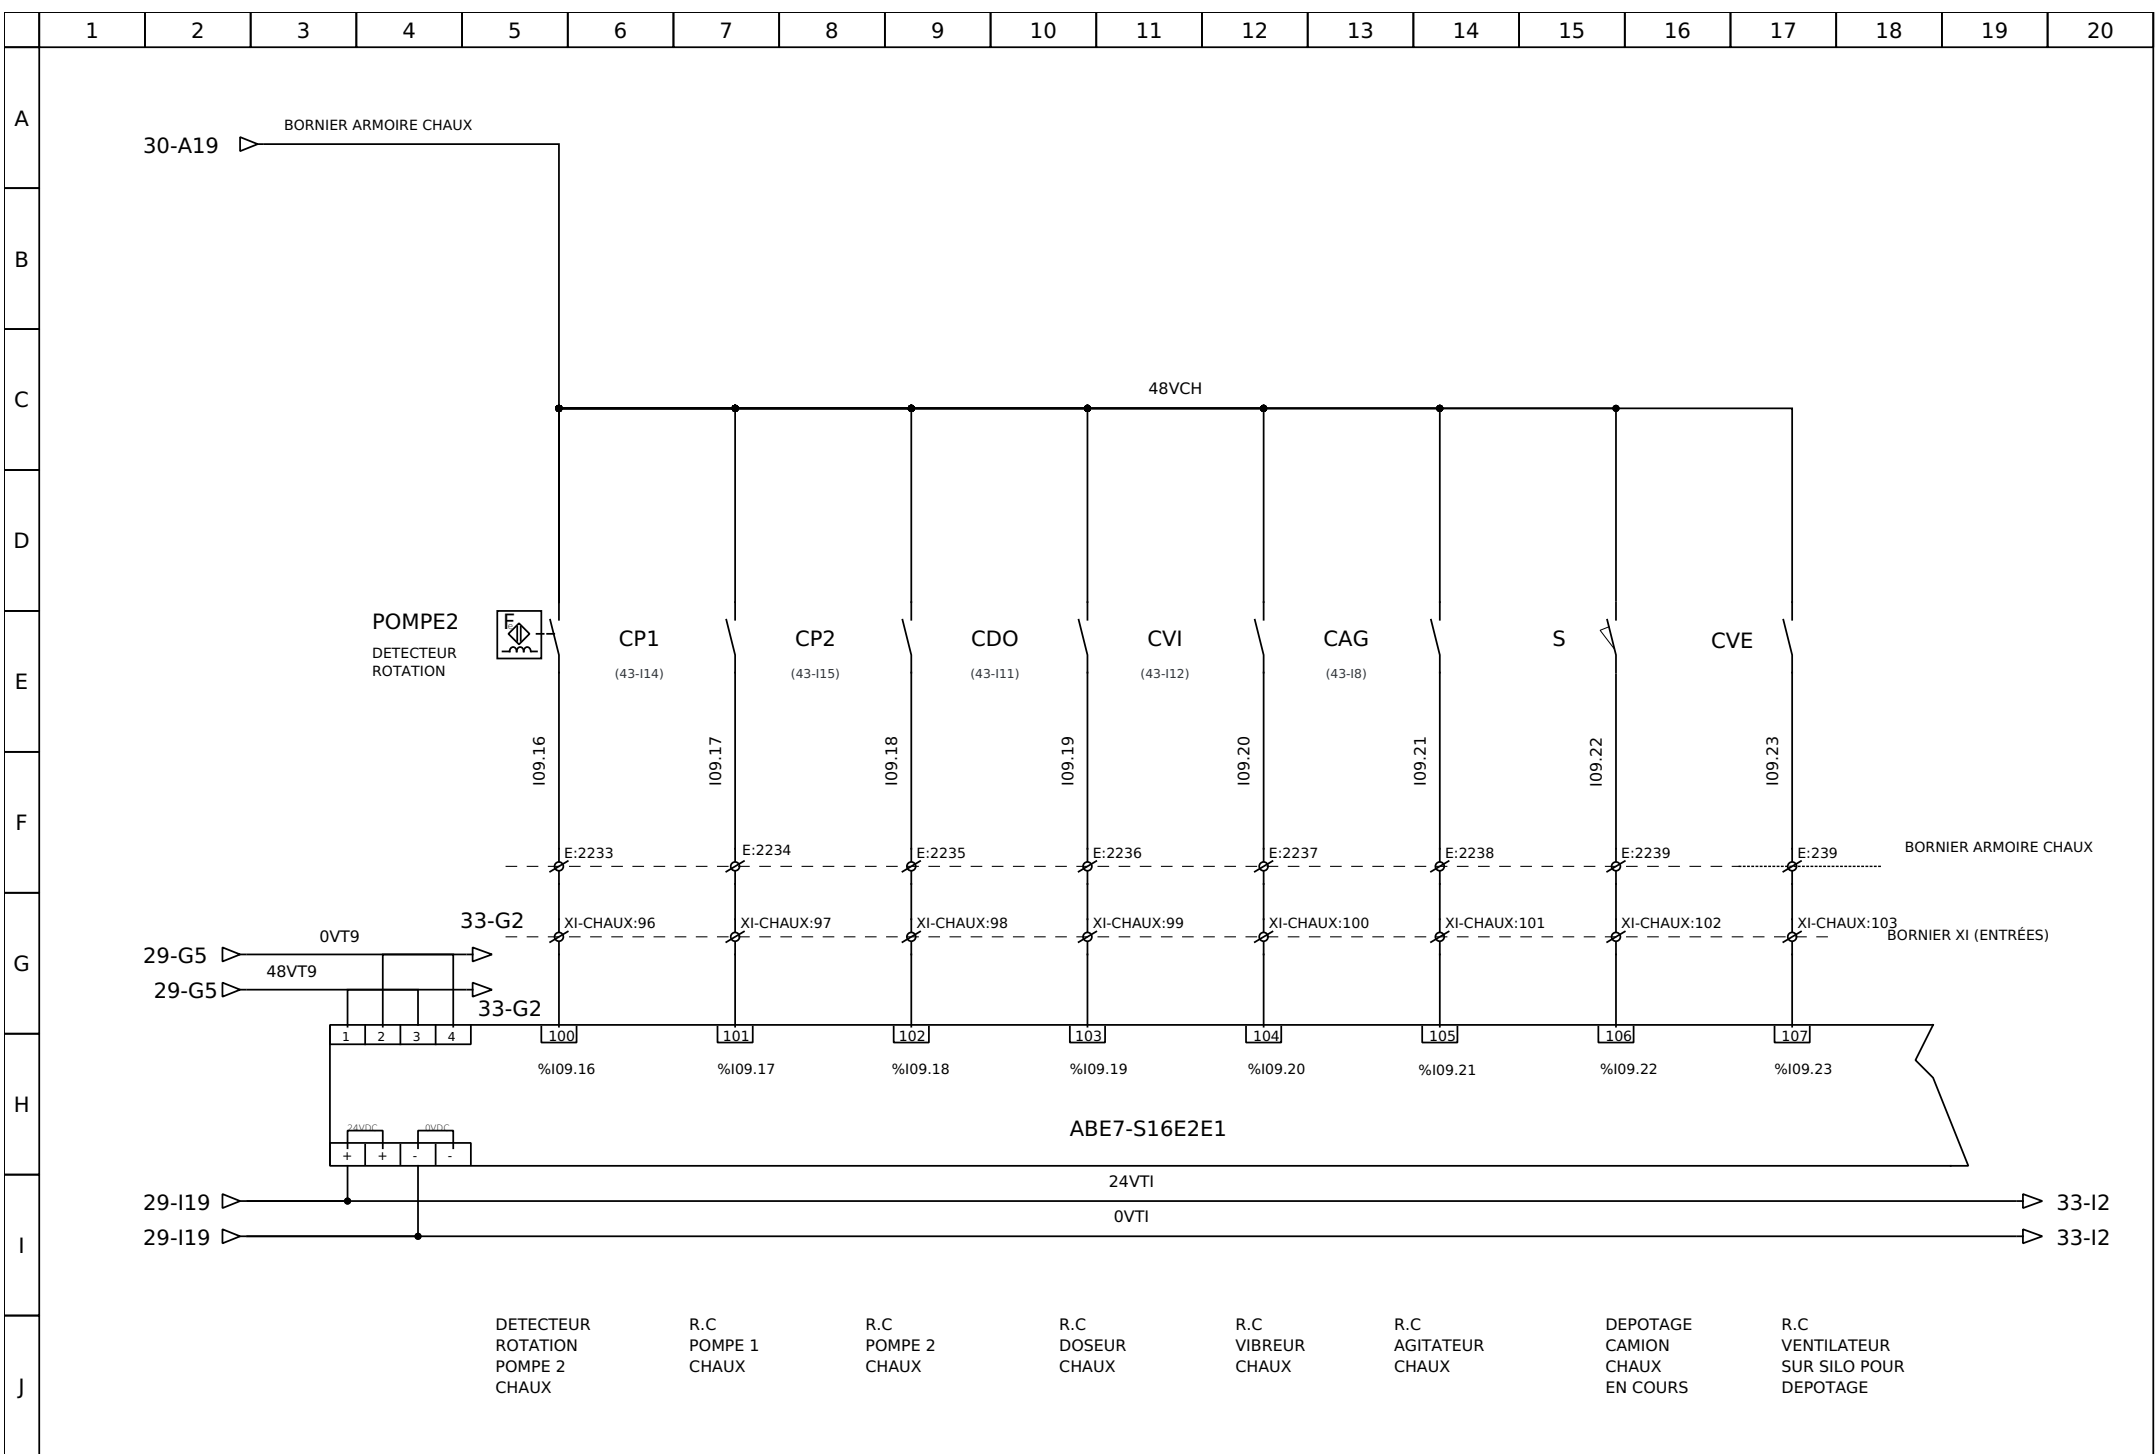 1 2 3 4 5 6 7 8 9 10 11 12 13 14 15 16 17 18 19 20
A
BORNIER ARMOIRE CHAUX
30-A19
B
C
48VCH
D
E
POMPE2
DETECTEUR
ROTATION
F
CP1
(43-I14)
CP2
(43-I15)
CDO
(43-I11)
CVI
(43-I12)
CAG
(43-I8)
S
CVE
I09.16 I09.17 I09.18 I09.19 I09.20 I09.21 I09.22 I09.23
F
E:2233 E:2234 E:2235 E:2236 E:2237 E:2238 E:2239 E:239
BORNIER ARMOIRE CHAUX
G
33-G2
XI-CHAUX:96 XI-CHAUX:97 XI-CHAUX:98 XI-CHAUX:99 XI-CHAUX:100 XI-CHAUX:101 XI-CHAUX:102 XI-CHAUX:103
BORNIER XI (ENTRÉES)
0VT9
29-G5
48VT9
29-G5
33-G2
1 2 3 4 100 101 102 103 104 105 106 107
%I09.16 %I09.17 %I09.18 %I09.19 %I09.20 %I09.21 %I09.22 %I09.23
H
24VDC 0VDC
ABE7-S16E2E1
+ + - -
24VTI
29-I19 33-I2
0VTI
29-I19 33-I2
I
J
DETECTEUR
ROTATION
POMPE 2
CHAUX
R.C
POMPE 1
CHAUX
R.C
POMPE 2
CHAUX
R.C
DOSEUR
CHAUX
R.C
VIBREUR
CHAUX
R.C
AGITATEUR
CHAUX
DEPOTAGE
CAMION
CHAUX
EN COURS
R.C
VENTILATEUR
SUR SILO POUR
DEPOTAGE